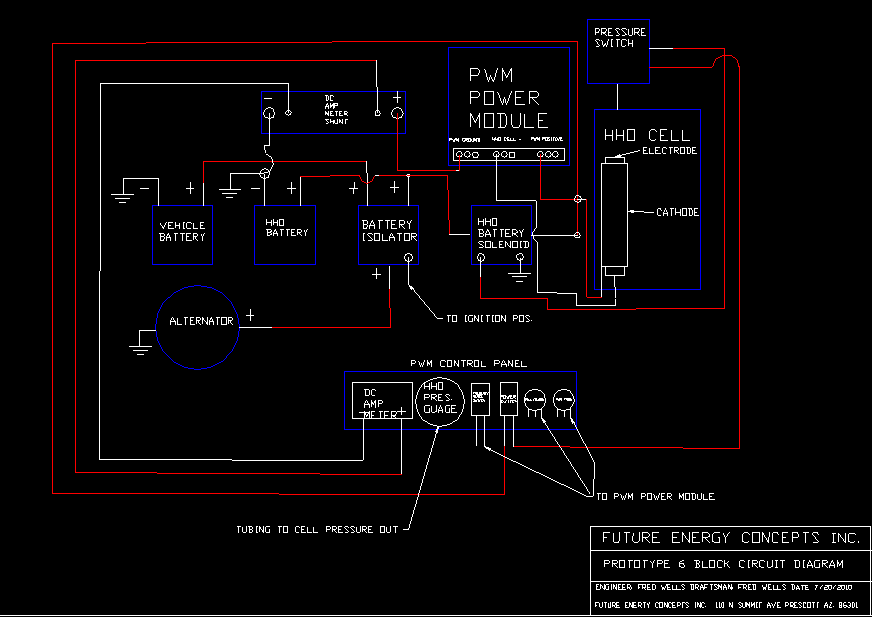 PRESSURE
SWITCH
PWM
POWER
MODULE
PWM GROUND
HHO CELL -
PWM POSITIVE
DC
AMP
METER
SHUNT
- +
HHO CELL
ELECTRODE
CATHODE
- +
- +
+ +
VEHICLE
BATTERY
HHO
BATTERY
BATTERY
ISOLATOR
+
HHO
BATTERY
SOLENOID
ALTERNATOR
+
TO IGNITION POS.
PWM CONTROL PANEL
DC
AMP
METER
- +
HHO
PRES.
GUAGE
POWER
SWITCH
TO PWM POWER MODULE
TUBING TO CELL PRESSURE OUT
FUTURE ENERGY CONCEPTS INC.
PROTOTYPE 6 BLOCK CIRCUIT DIAGRAM
ENGINEER: FRED WELLS DRAFTSMAN: FRED WELLS DATE 7/20/2010
FUTURE ENERTY CONCEPTS INC. 110 N SUMMIT AVE PRESCOTT AZ. 86301